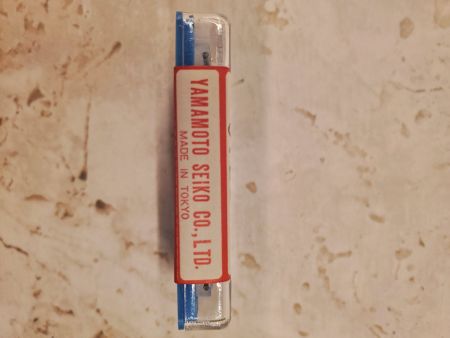 YAMAMOTO SEIKO CO.,LTD.
MADE IN TOKYO